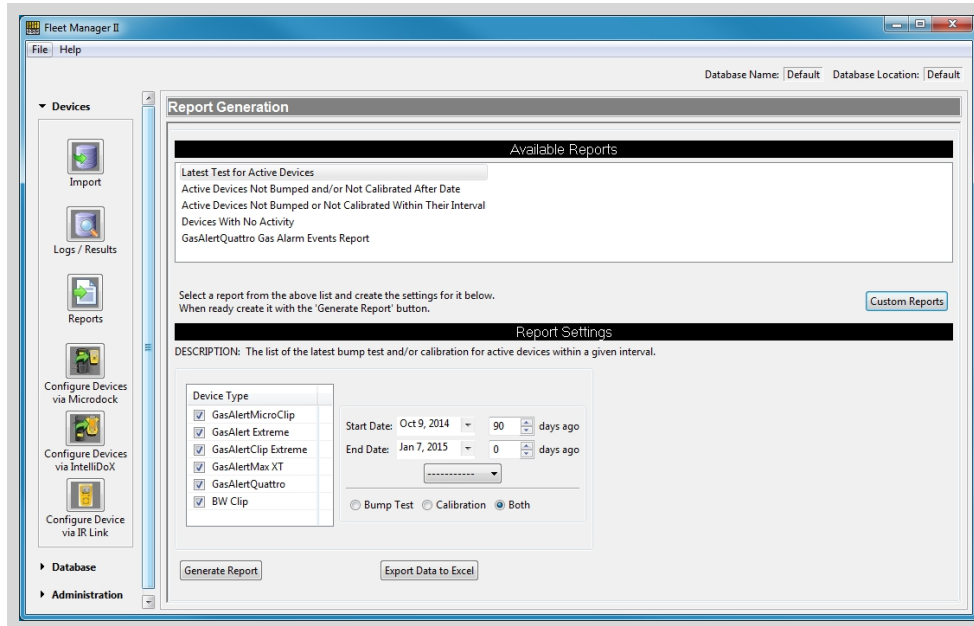 Fleet Manager II
File Help
Database Name: Default Database Location: Default
Devices
Import
Logs / Results
Reports
Configure Devices
via Microdock
Configure Devices
via IntelliDoX
Configure Device
via IR Link
Database
Administration
Report Generation
Available Reports
Latest Test for Active Devices
Active Devices Not Bumped and/or Not Calibrated After Date
Active Devices Not Bumped or Not Calibrated Within Their Interval
Devices With No Activity
GasAlertQuattro Gas Alarm Events Report
Select a report from the above list and create the settings for it below.
When ready create it with the 'Generate Report' button.
Custom Reports
Report Settings
DESCRIPTION: The list of the latest bump test and/or calibration for active devices within a given interval.
Device Type
GasAlertMicroClip
GasAlert Extreme
GasAlertClip Extreme
GasAlertMax XT
GasAlertQuattro
BW Clip
Start Date: Oct 9, 2014 90 days ago
End Date: Jan 7, 2015 0 days ago
-----------
Bump Test Calibration Both
Generate Report Export Data to Excel